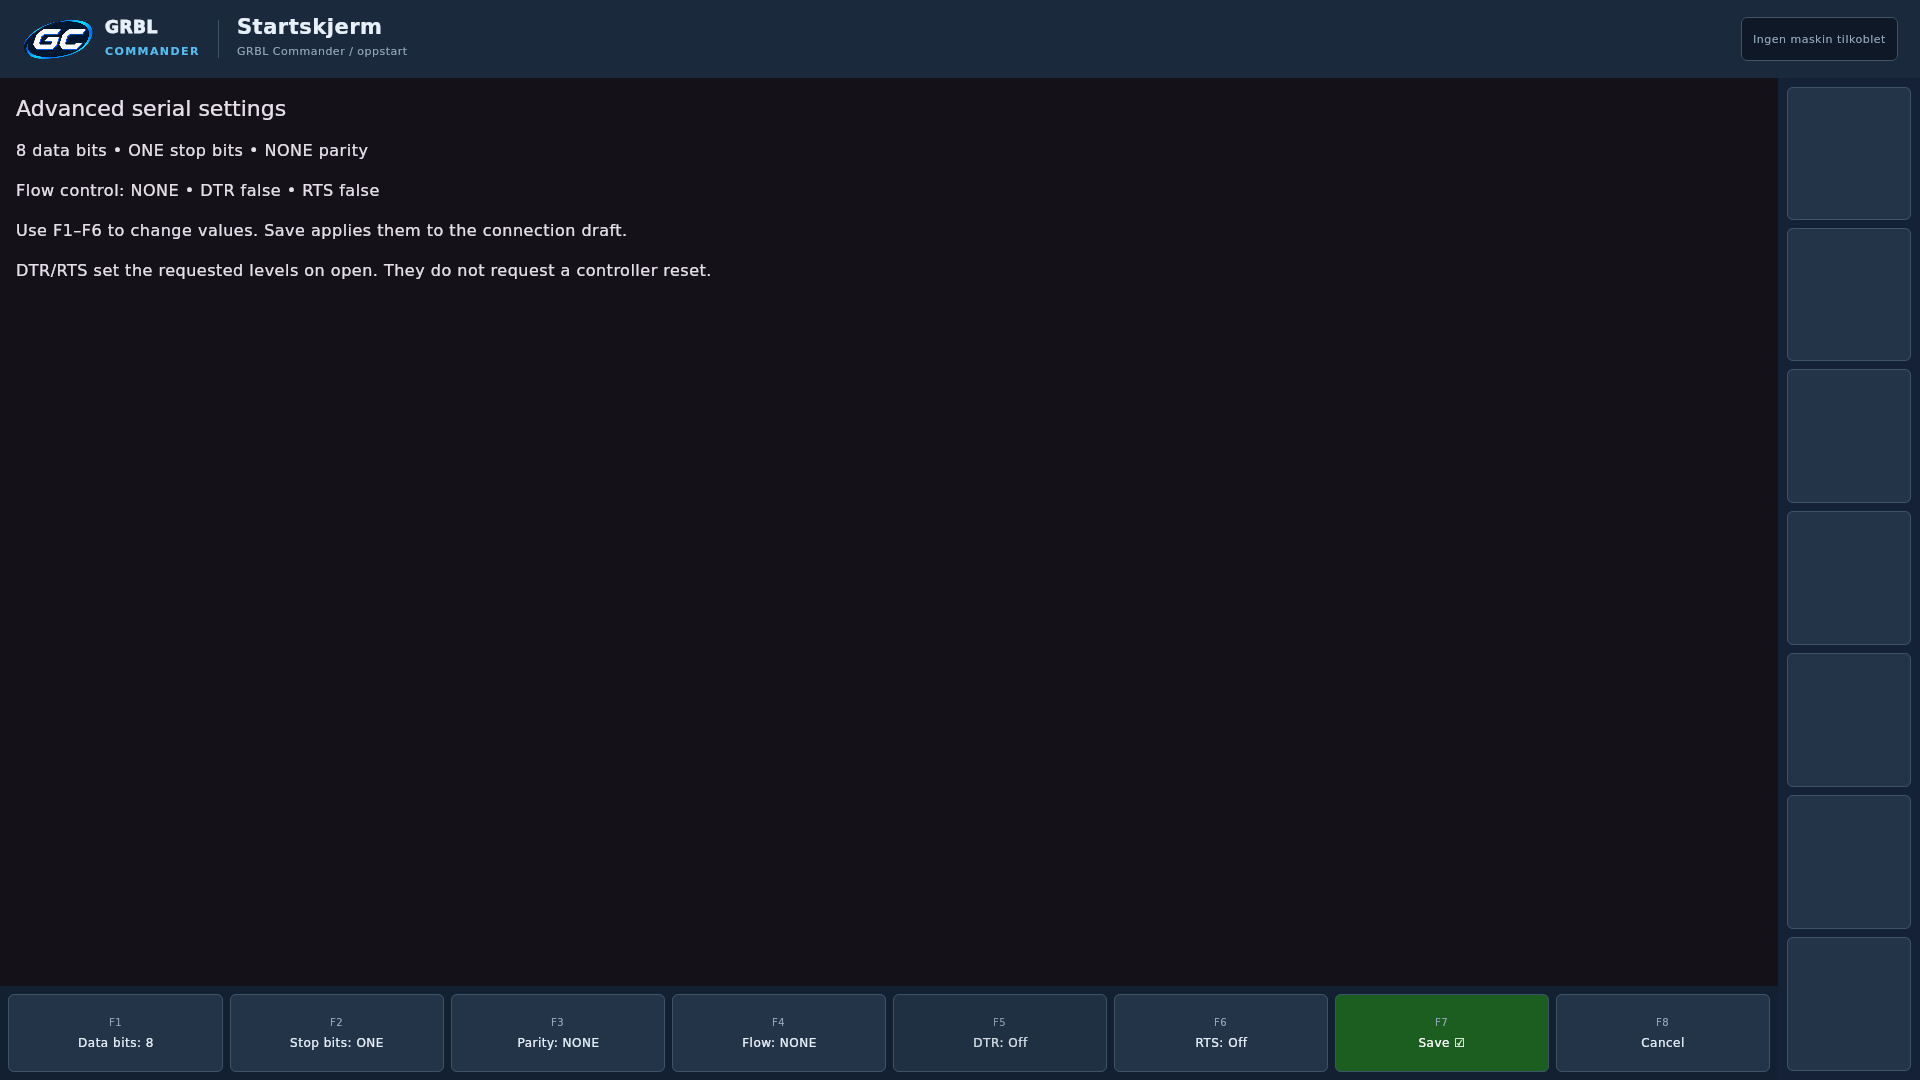 GC
GRBL
COMMANDER
Startskjerm
GRBL Commander / oppstart
Ingen maskin tilkoblet
Advanced serial settings
8 data bits • ONE stop bits • NONE parity
Flow control: NONE • DTR false • RTS false
Use F1–F6 to change values. Save applies them to the connection draft.
DTR/RTS set the requested levels on open. They do not request a controller reset.
F1
Data bits: 8
F2
Stop bits: ONE
F3
Parity: NONE
F4
Flow: NONE
F5
DTR: Off
F6
RTS: Off
F7
Save ☑
F8
Cancel